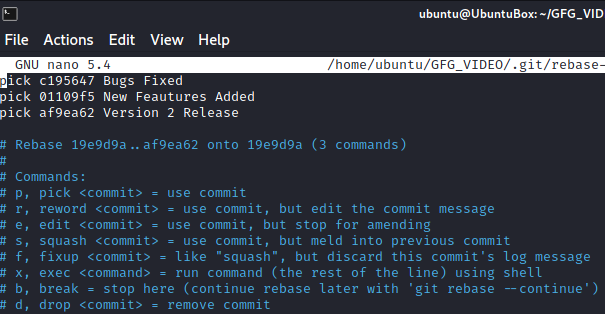 ubuntu@UbuntuBox: ~/GFG_VID
File Actions Edit View Help
GNU nano 5.4 /home/ubuntu/GFG_VIDEO/.git/rebase-
pick c195647 Bugs Fixed
pick 01109f5 New Feautures Added
pick af9ea62 Version 2 Release
# Rebase 19e9d9a..af9ea62 onto 19e9d9a (3 commands)
#
# Commands:
# p, pick <commit> = use commit
# r, reword <commit> = use commit, but edit the commit message
# e, edit <commit> = use commit, but stop for amending
# s, squash <commit> = use commit, but meld into previous commit
# f, fixup <commit> = like "squash", but discard this commit's log message
# x, exec <command> = run command (the rest of the line) using shell
# b, break = stop here (continue rebase later with 'git rebase --continue')
# d, drop <commit> = remove commit